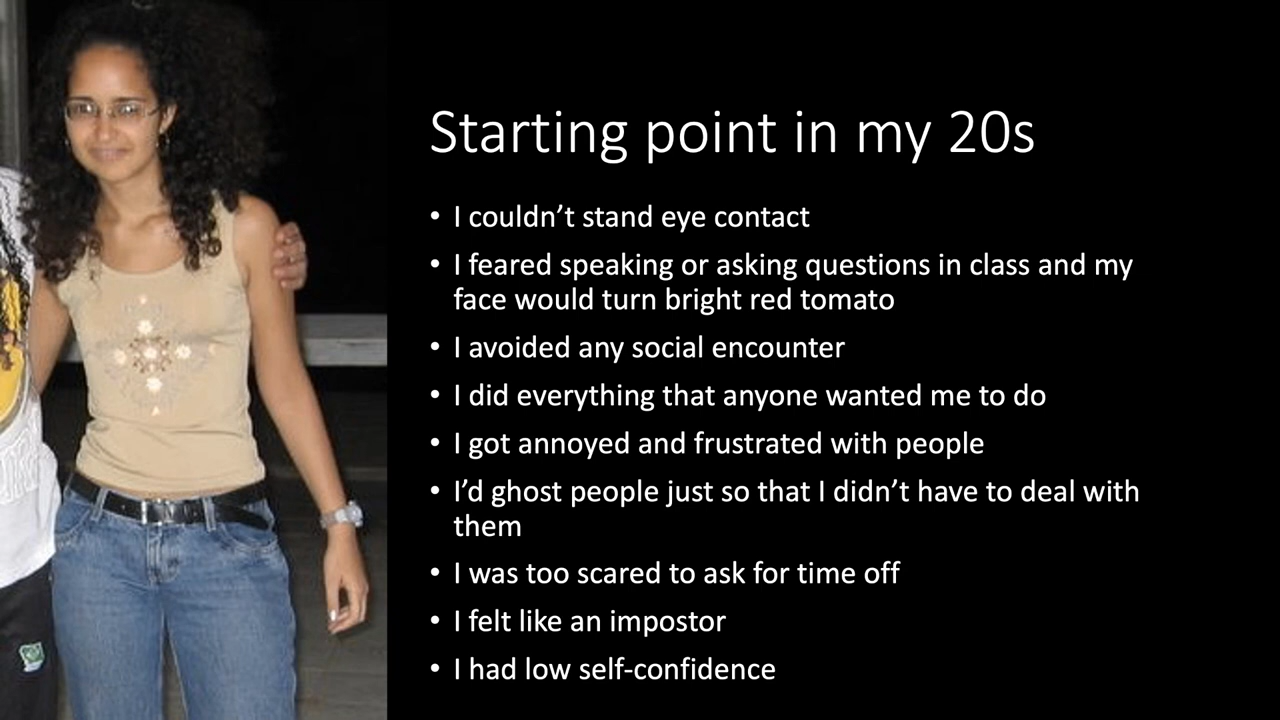 Starting point in my 20s
• I couldn’t stand eye contact
• I feared speaking or asking questions in class and my
face would turn bright red tomato
• I avoided any social encounter
• I did everything that anyone wanted me to do
• I got annoyed and frustrated with people
• I’d ghost people just so that I didn’t have to deal with
them
• I was too scared to ask for time off
• I felt like an impostor
• I had low self-confidence